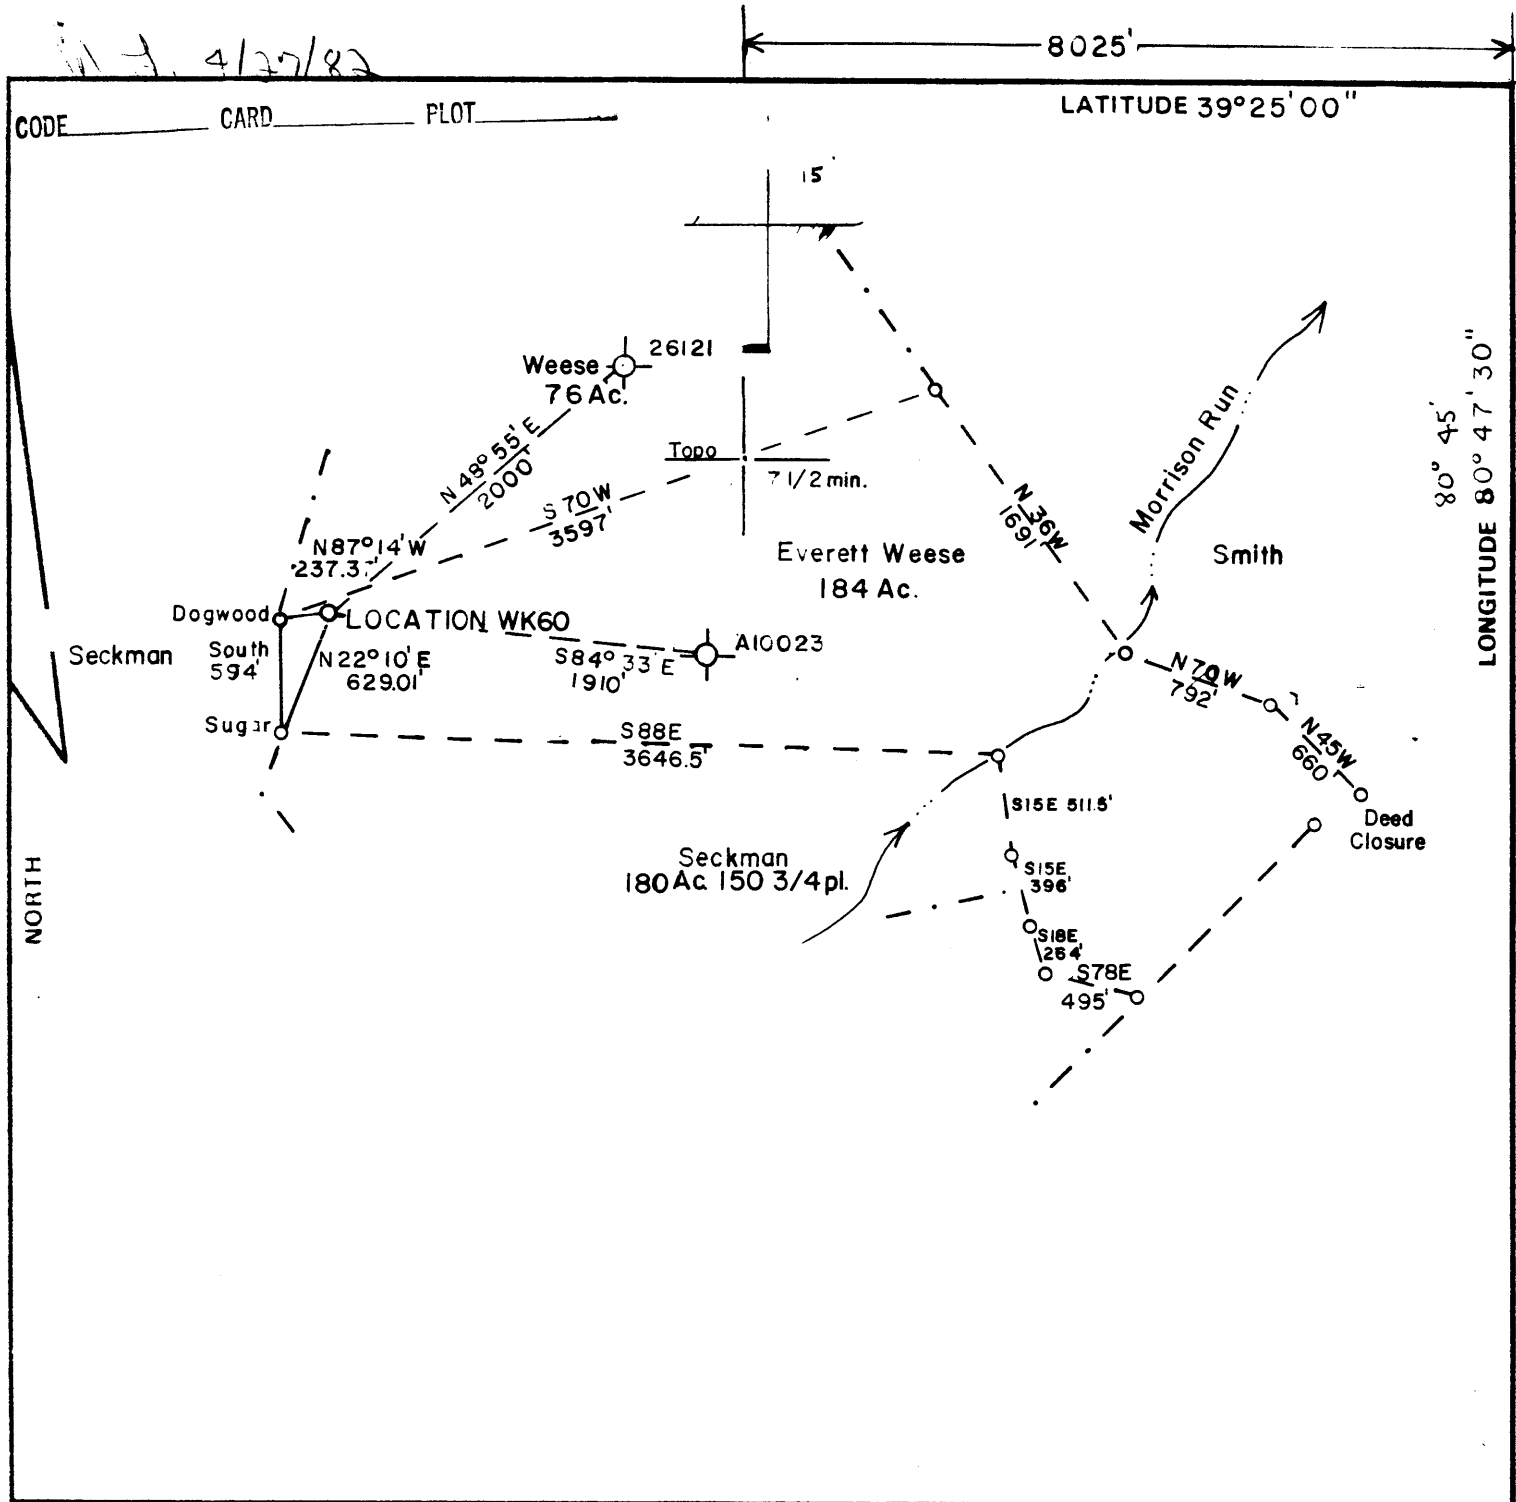 4/27/82
8025'
CODE CARD PLOT
LATITUDE 39°25'00"
15'
Weese 26121
76 Ac.
N 48° 55' E
2000'
Topo
7 1/2 min.
S 70 W
3597'
N 36W
1691'
Morrison Run
80° 45'
LONGITUDE 80° 47' 30"
N87°14'W
237.37'
Everett Weese
184 Ac.
Smith
Dogwood
LOCATION WK60
Seckman
South
594'
N22°10' E
629.01'
S84° 33' E
1910'
A10023
N 70W
792'
Sugar
S88E
3646.5'
N45W
660'
S15E 511.5'
Deed
Closure
Seckman
180 Ac. 150 3/4 pl.
S15E
396'
S18E
264'
S78E
495'
NORTH